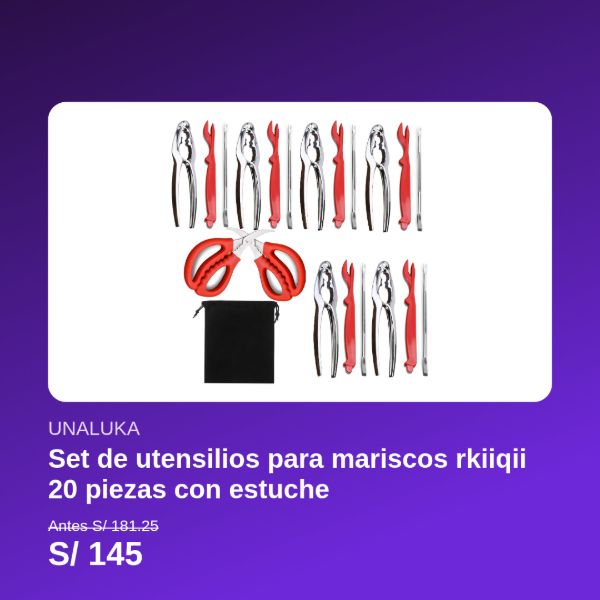 UNALUKA
Set de utensilios para mariscos rkiiqii
20 piezas con estuche
Antes S/ 181.25
S/ 145